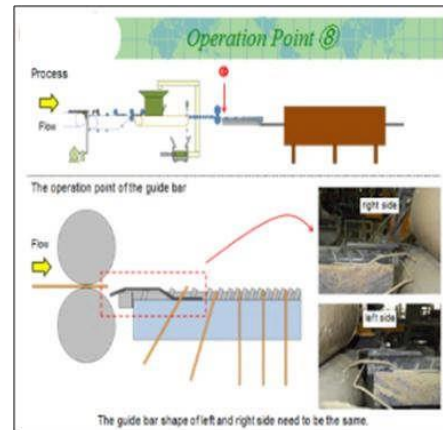 Operation Point ⑧
Process
Flow
The operation point of the guide bar
right side
Flow
left side
The guide bar shape of left and right side need to be the same.